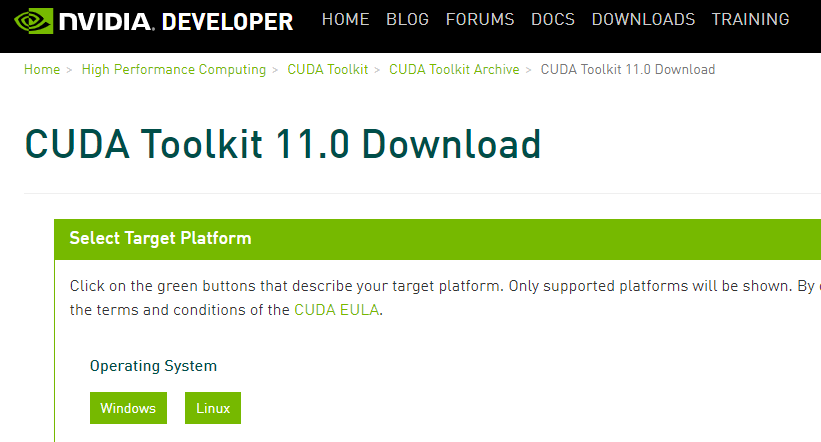 NVIDIA. DEVELOPER HOME BLOG FORUMS DOCS DOWNLOADS TRAINING
Home > High Performance Computing > CUDA Toolkit > CUDA Toolkit Archive > CUDA Toolkit 11.0 Download
CUDA Toolkit 11.0 Download
Select Target Platform
Click on the green buttons that describe your target platform. Only supported platforms will be shown. By
the terms and conditions of the CUDA EULA.
Operating System
Windows Linux